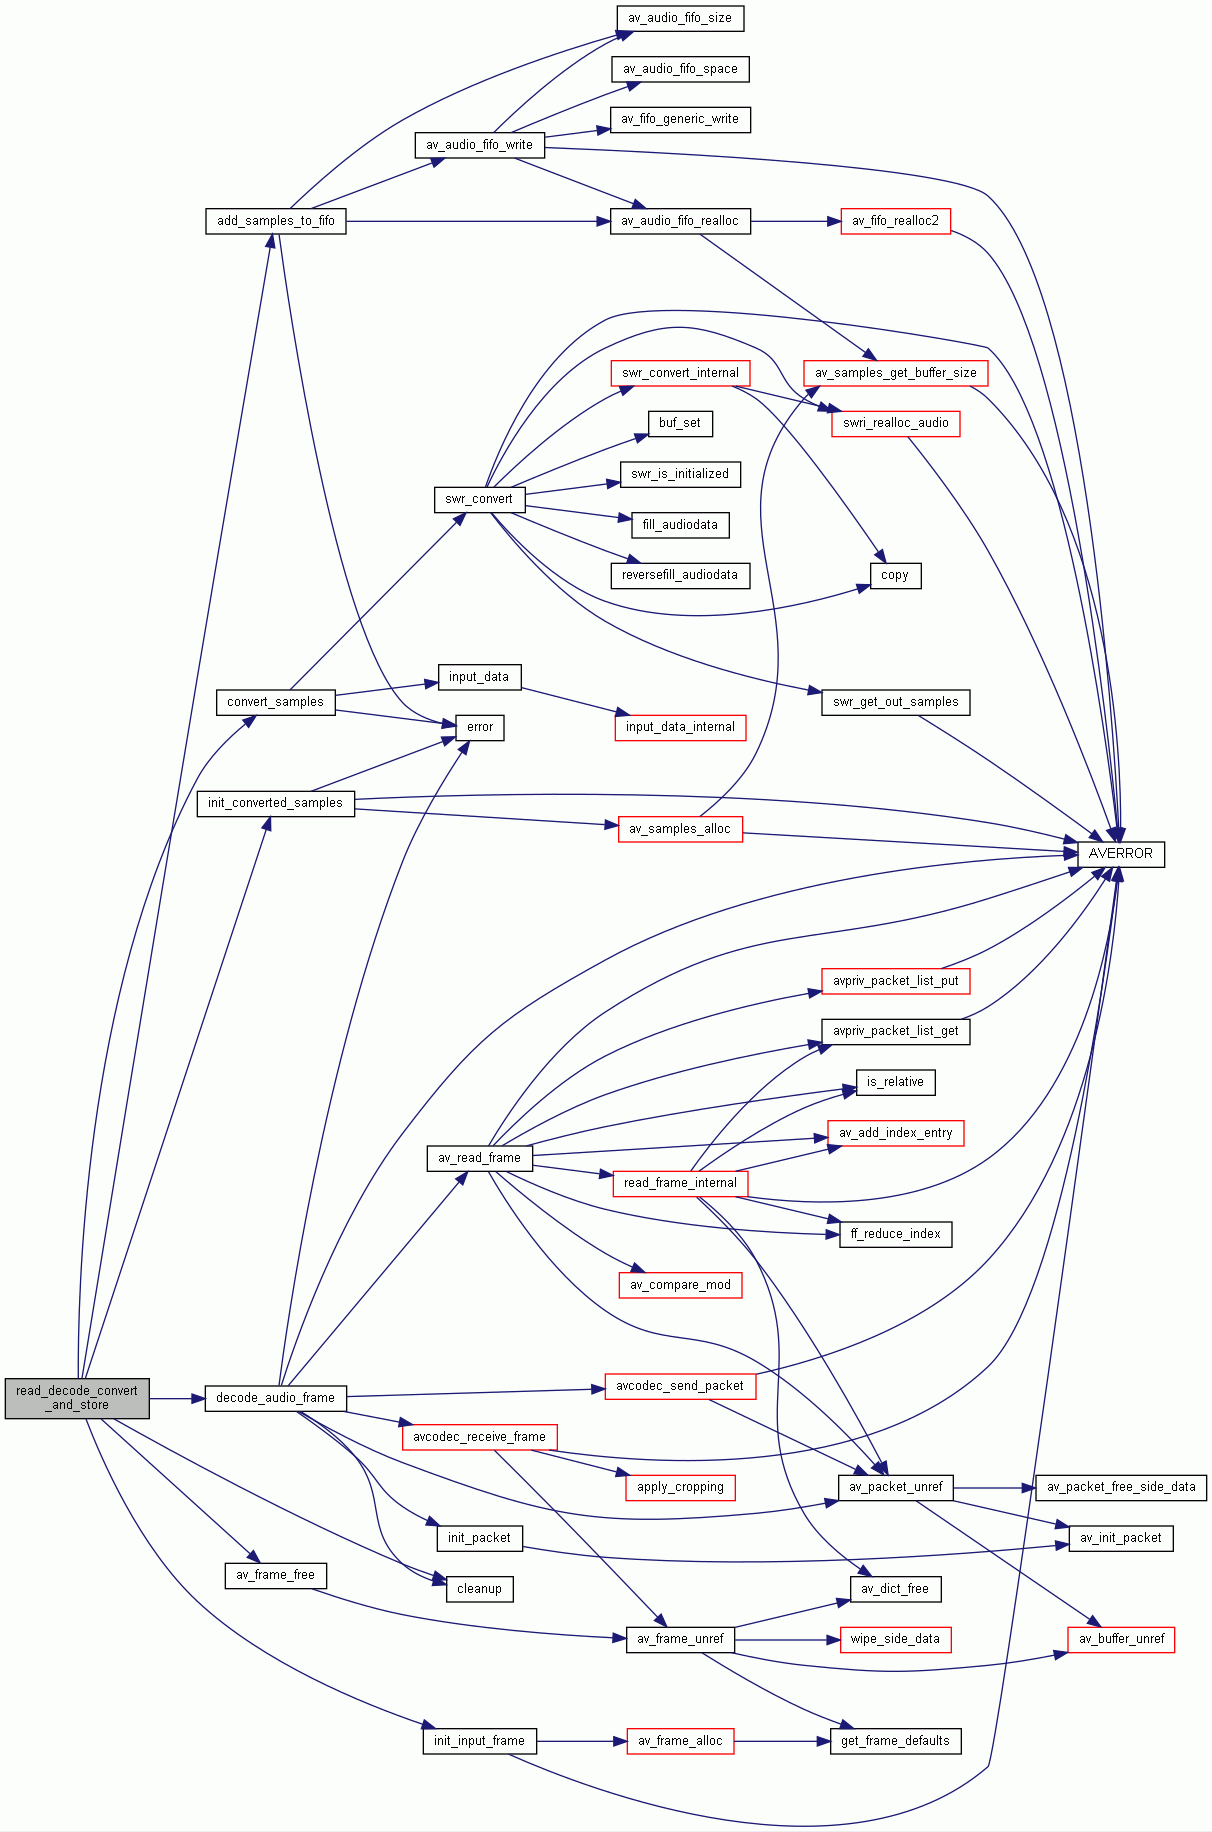 av_audio_fifo_size
av_audio_fifo_space
av_fifo_generic_write
av_audio_fifo_write
add_samples_to_fifo
av_audio_fifo_realloc
av_fifo_realloc2
swr_convert_internal
av_samples_get_buffer_size
buf_set
swri_realloc_audio
swr_is_initialized
swr_convert
fill_audiodata
reversefill_audiodata
copy
input_data
convert_samples
swr_get_out_samples
error
input_data_internal
init_converted_samples
av_samples_alloc
AVERROR
avpriv_packet_list_put
avpriv_packet_list_get
is_relative
av_add_index_entry
av_read_frame
read_frame_internal
ff_reduce_index
av_compare_mod
read_decode_convert
_and_store
decode_audio_frame
avcodec_send_packet
avcodec_receive_frame
apply_cropping
av_packet_unref
av_packet_free_side_data
init_packet
av_init_packet
av_frame_free
cleanup
av_dict_free
av_frame_unref
wipe_side_data
av_buffer_unref
init_input_frame
av_frame_alloc
get_frame_defaults